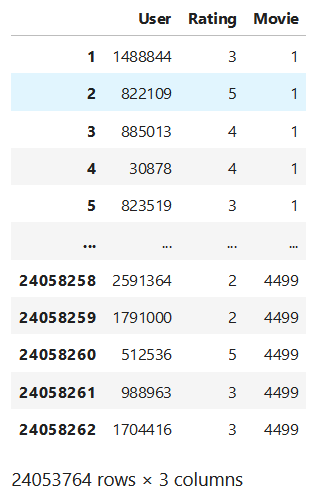 User Rating Movie
1 1488844 3 1
2 822109 5 1
3 885013 4 1
4 30878 4 1
5 823519 3 1
... ... ... ...
24058258 2591364 2 4499
24058259 1791000 2 4499
24058260 512536 5 4499
24058261 988963 3 4499
24058262 1704416 3 4499
24053764 rows × 3 columns